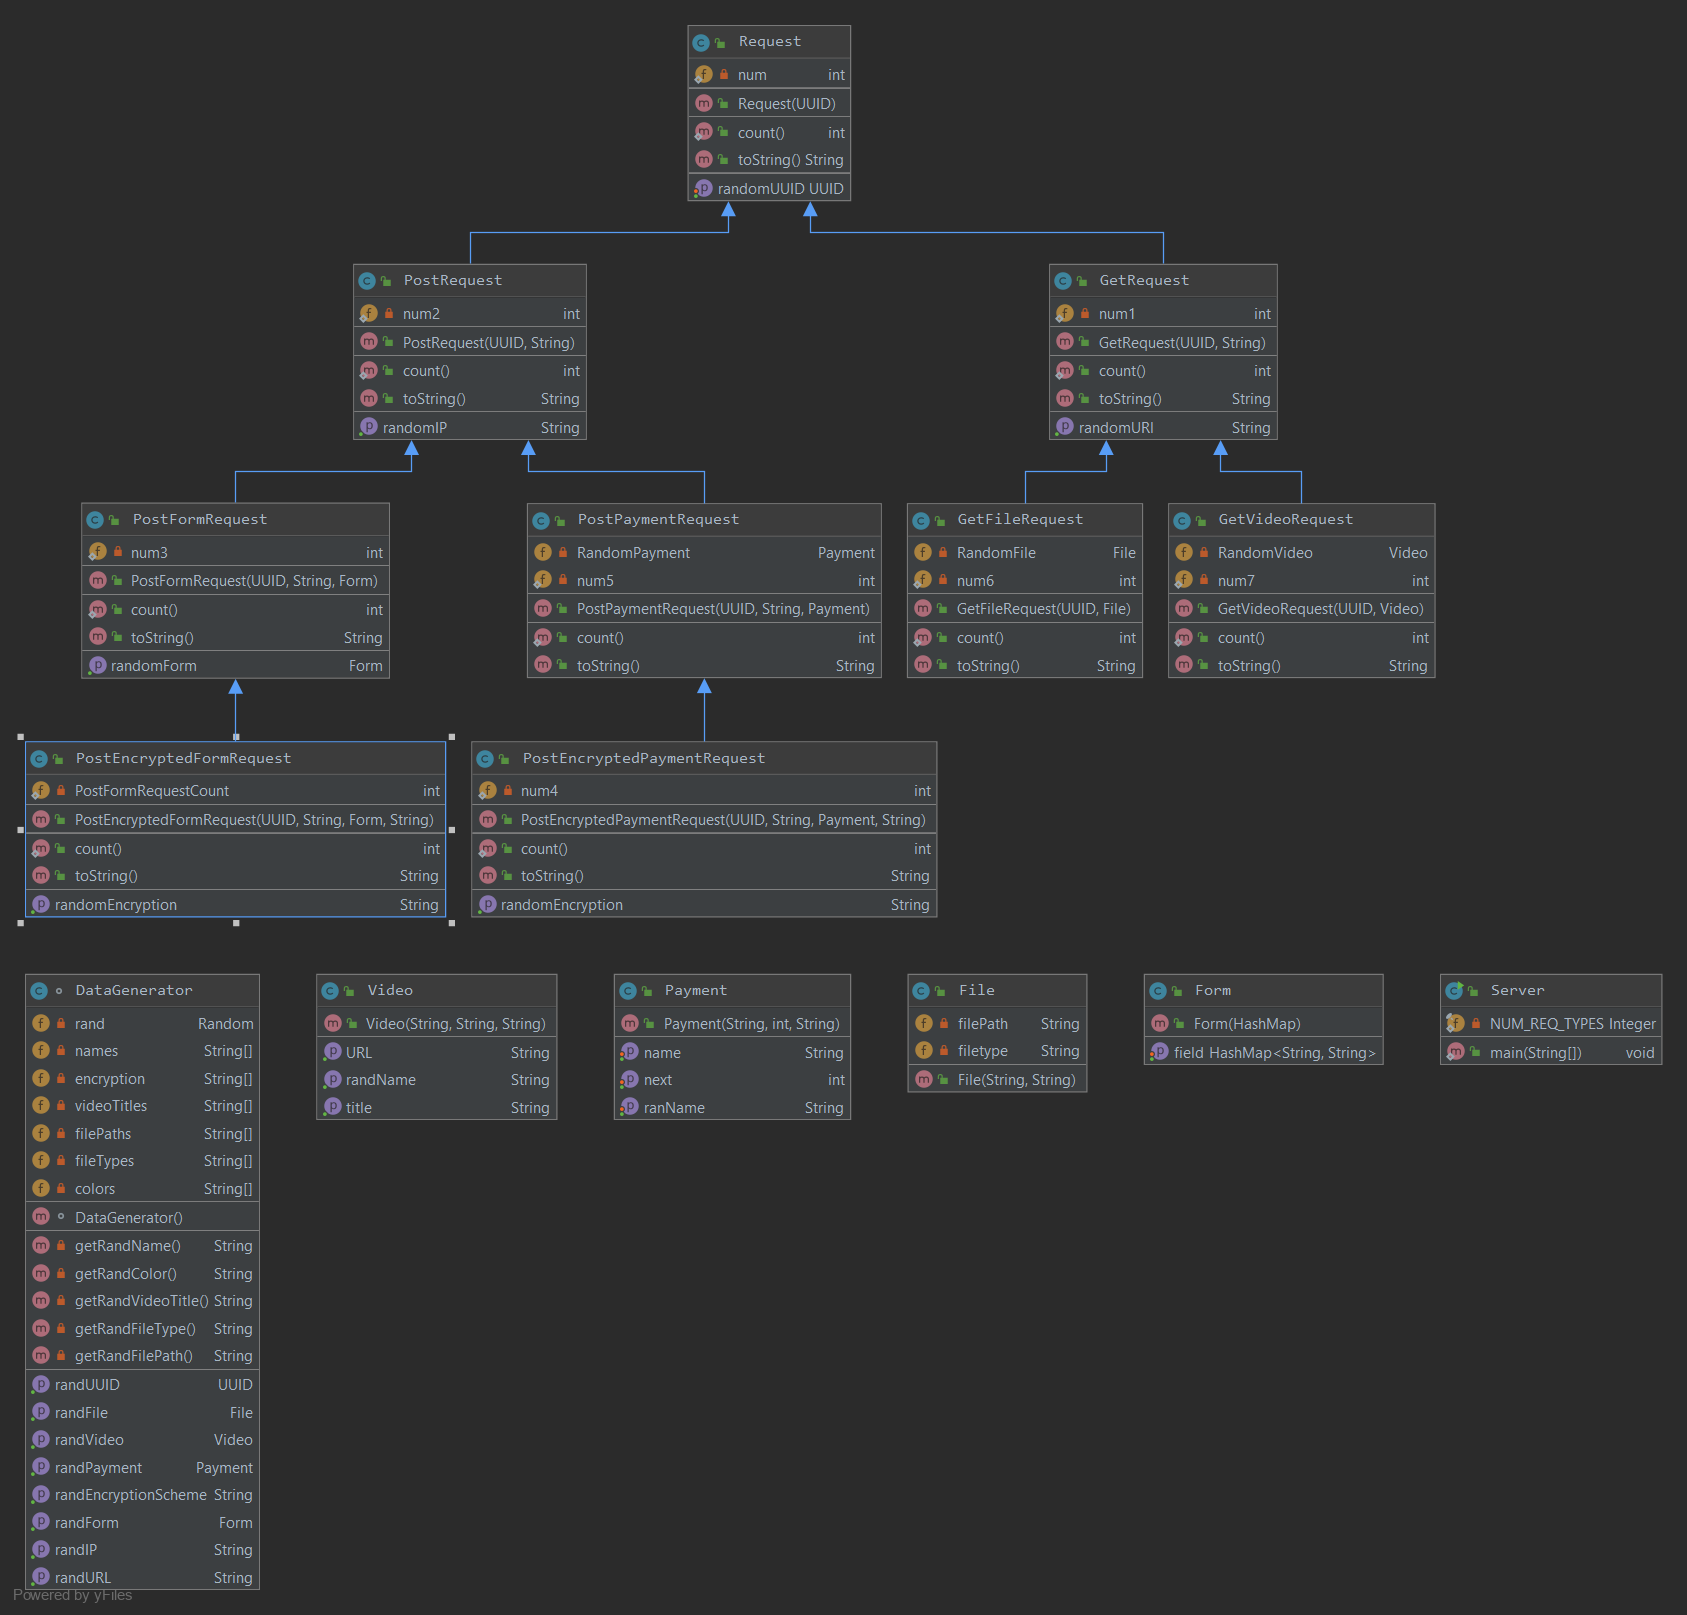 Request
num int
Request(UUID)
count() int
toString() String
randomUUID UUID
PostRequest
num2 int
PostRequest(UUID, String)
count() int
toString() String
randomIP String
GetRequest
num1 int
GetRequest(UUID, String)
count() int
toString() String
randomURI String
PostFormRequest
num3 int
PostFormRequest(UUID, String, Form)
count() int
toString() String
randomForm Form
PostPaymentRequest
RandomPayment Payment
num5 int
PostPaymentRequest(UUID, String, Payment)
count() int
toString() String
GetFileRequest
RandomFile File
num6 int
GetFileRequest(UUID, File)
count() int
toString() String
GetVideoRequest
RandomVideo Video
num7 int
GetVideoRequest(UUID, Video)
count() int
toString() String
PostEncryptedFormRequest
PostFormRequestCount int
PostEncryptedFormRequest(UUID, String, Form, String)
count() int
toString() String
randomEncryption String
PostEncryptedPaymentRequest
num4 int
PostEncryptedPaymentRequest(UUID, String, Payment, String)
count() int
toString() String
randomEncryption String
DataGenerator
rand Random
names String[]
encryption String[]
videoTitles String[]
filePaths String[]
fileTypes String[]
colors String[]
DataGenerator()
getRandName() String
getRandColor() String
getRandVideoTitle() String
getRandFileType() String
getRandFilePath() String
randUUID UUID
randFile File
randVideo Video
randPayment Payment
randEncryptionScheme String
randForm Form
randIP String
randURL String
Video
Video(String, String, String)
URL String
randName String
title String
Payment
Payment(String, int, String)
name String
next int
ranName String
File
filePath String
filetype String
File(String, String)
Form
Form(HashMap)
field HashMap<String, String>
Server
NUM_REQ_TYPES Integer
main(String[]) void
Powered by yFiles